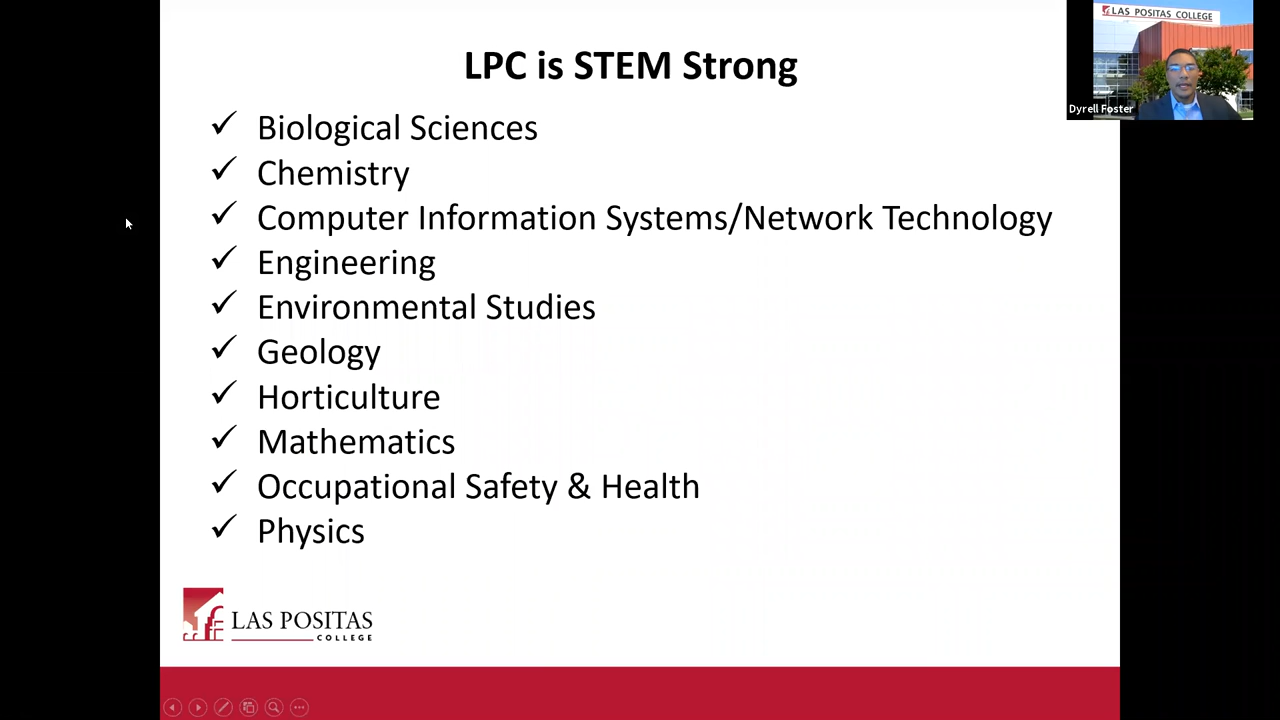 LPC is STEM Strong
✓ Biological Sciences
✓ Chemistry
✓ Computer Information Systems/Network Technology
✓ Engineering
✓ Environmental Studies
✓ Geology
✓ Horticulture
✓ Mathematics
✓ Occupational Safety & Health
✓ Physics
LAS POSITAS
COLLEGE
LAS POSITAS COLLEGE
Dyrell Foster